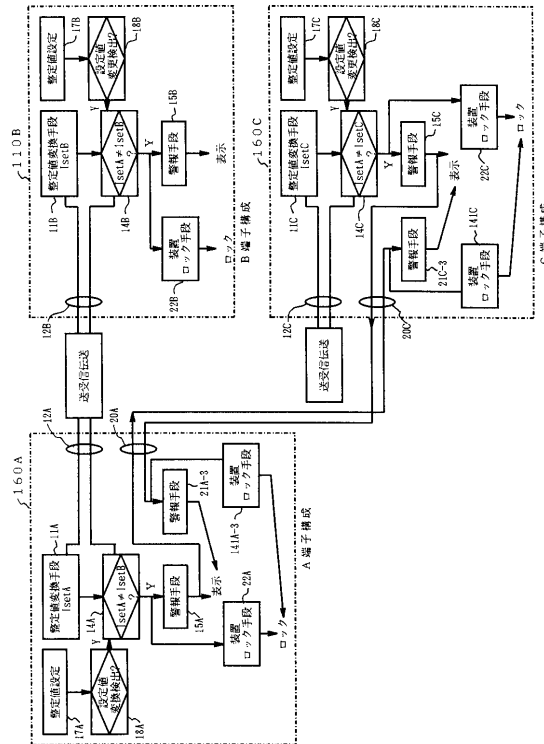 160A
整定値設定
17A
設定値
変換検出?
18A
Y
整定値変換手段
IsetA
11A
14A
IsetA≠IsetB
?
Y
警報手段
15A
表示
装置
ロック手段
22A
ロック
警報手段
21A-3
装置
ロック手段
141A-3
12A
20A
A端子構成
送受信伝送
110B
12B
整定値変換手段
IsetB
11B
整定値設定
17B
設定値
変更検出?
18B
Y
IsetA≠IsetB
?
14B
Y
警報手段
15B
表示
装置
ロック手段
22B
ロック
B端子構成
160C
送受信伝送
12C
20C
整定値変換手段
IsetC
11C
整定値設定
17C
設定値
変更検出?
18C
Y
IsetA≠IsetC
?
14C
Y
警報手段
15C
表示
警報手段
21C-3
装置
ロック手段
141C
装置
ロック手段
22C
ロック